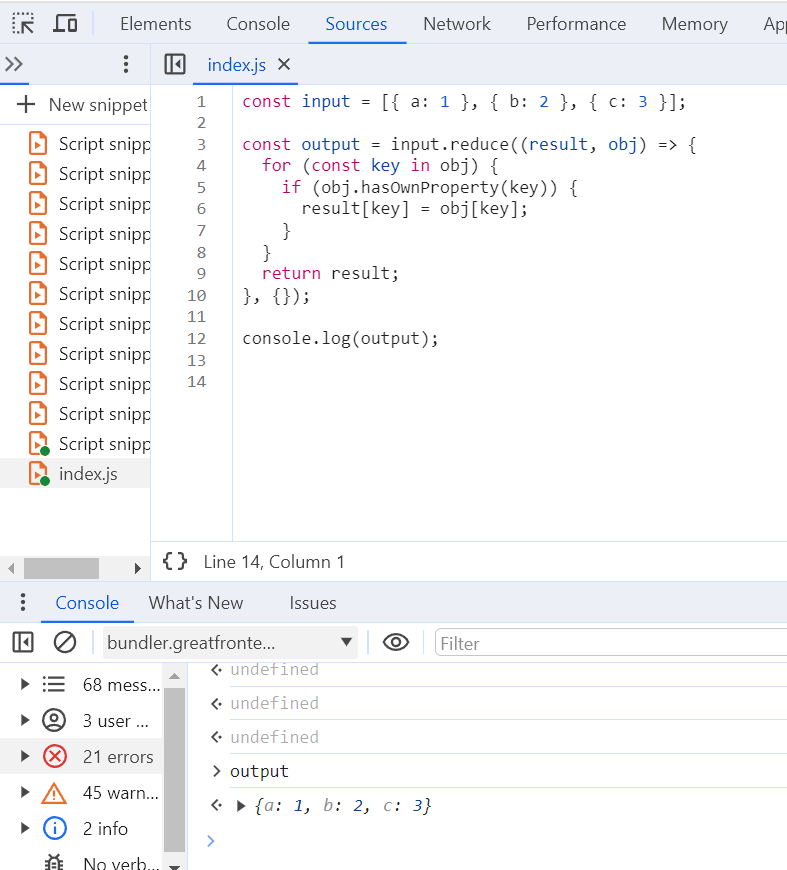 Elements Console Sources Network Performance Memory Ap
index.js
New snippet
Script snipp
Script snipp
Script snipp
Script snipp
Script snipp
Script snipp
Script snipp
Script snipp
Script snipp
Script snipp
Script snipp
index.js
1 const input = [{ a: 1 }, { b: 2 }, { c: 3 }];
2
3 const output = input.reduce((result, obj) => {
4   for (const key in obj) {
5     if (obj.hasOwnProperty(key)) {
6       result[key] = obj[key];
7     }
8   }
9   return result;
10 }, {});
11
12 console.log(output);
13
14
{} Line 14, Column 1
Console What's New Issues
bundler.greatfronte... Filter
68 mess...
3 user ...
21 errors
45 warn...
2 info
No verb...
undefined
undefined
undefined
output
{a: 1, b: 2, c: 3}